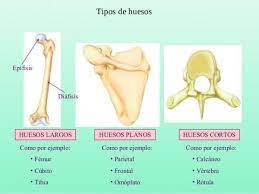 Tipos de huesos
Epífisis
Diáfisis
HUESOS LARGOS
Como por ejemplo:
• Fémur
• Cúbito
• Tibia
HUESOS PLANOS
Como por ejemplo:
• Parietal
• Frontal
• Omóplato
HUESOS CORTOS
Como por ejemplo:
• Calcáneo
• Vértebra
• Rótula